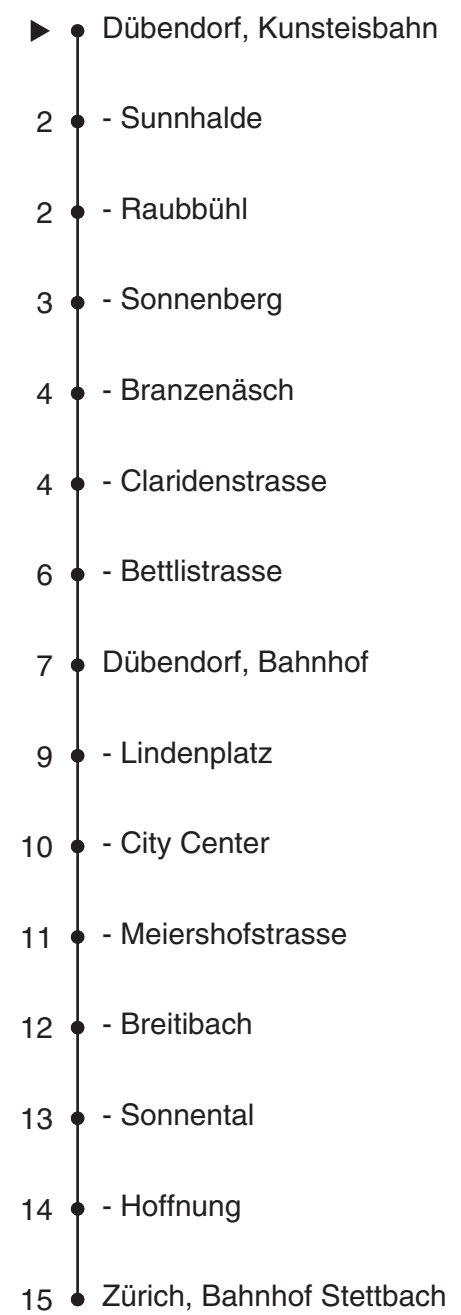 Dübendorf, Kunsteisbahn
2 - Sunnhalde
2 - Raubbühl
3 - Sonnenberg
4 - Branzenäsch
4 - Claridenstrasse
6 - Bettlistrasse
7 Dübendorf, Bahnhof
9 - Lindenplatz
10 - City Center
11 - Meiershofstrasse
12 - Breitibach
13 - Sonnental
14 - Hoffnung
15 Zürich, Bahnhof Stettbach